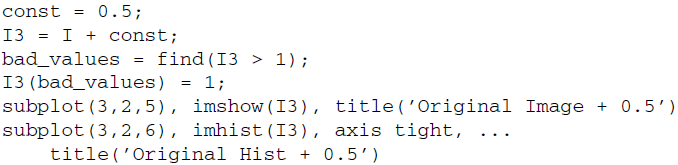 const = 0.5;
I3 = I + const;
bad_values = find(I3 > 1);
I3(bad_values) = 1;
subplot(3,2,5), imshow(I3), title(’Original Image + 0.5’)
subplot(3,2,6), imhist(I3), axis tight, ...
    title(’Original Hist + 0.5’)